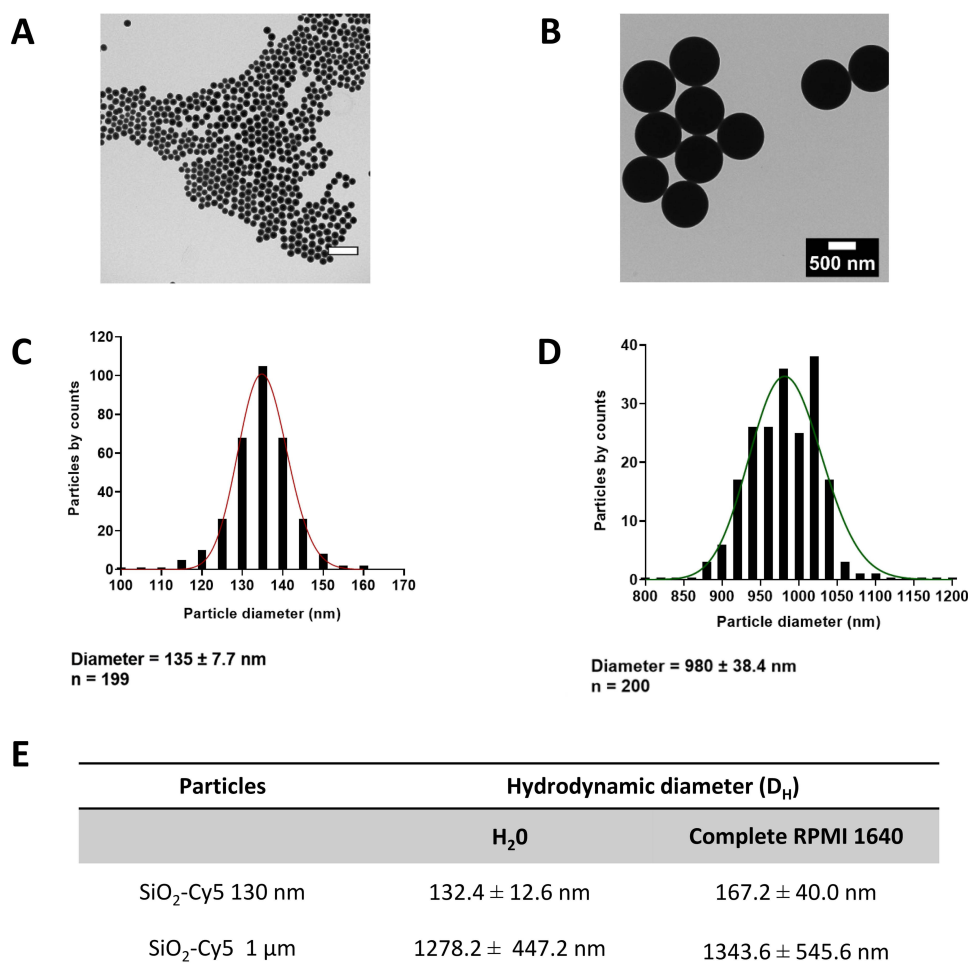 A
B
500 nm
C
120
100
80
60
40
20
0
Particles by counts
100 110 120 130 140 150 160 170
Particle diameter (nm)
Diameter = 135 ± 7.7 nm
n = 199
D
40
30
20
10
0
Particles by counts
800 850 900 950 1000 1050 1100 1150 1200
Particle diameter (nm)
Diameter = 980 ± 38.4 nm
n = 200
E
Particles Hydrodynamic diameter (D_H)
H₂0 Complete RPMI 1640
SiO₂-Cy5 130 nm 132.4 ± 12.6 nm 167.2 ± 40.0 nm
SiO₂-Cy5 1 µm 1278.2 ± 447.2 nm 1343.6 ± 545.6 nm